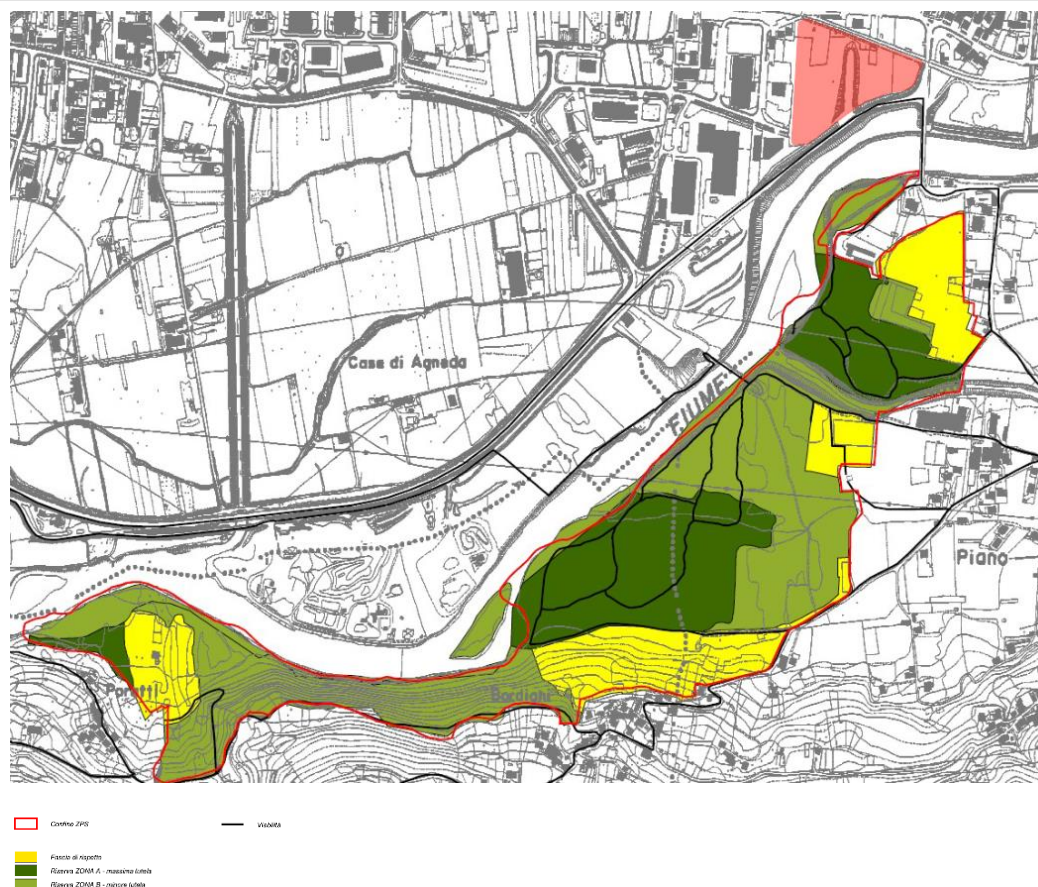 Case di Agneda
FIUME
Piano
Poratti
Bordighi
Confine ZPS
Viabilità
Fascia di rispetto
Riserva ZONA A - massima tutela
Riserva ZONA B - minore tutela